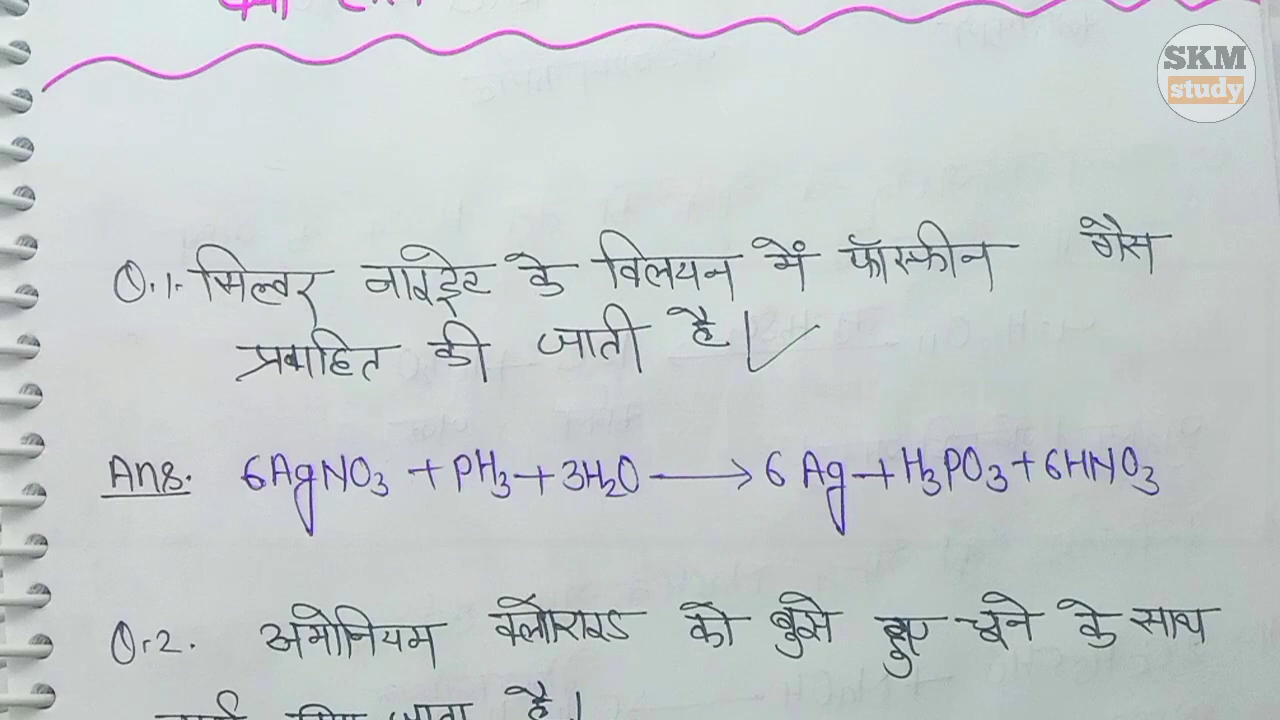 SKM
study
Q.1. सिल्वर नाइट्रेट के विलयन में फॉस्फीन गैस
प्रवाहित की जाती है।
Ans. 6AgNO₃ + PH₃ + 3H₂O ⟶ 6Ag + H₃PO₃ + 6HNO₃
Q.2. अमोनियम क्लोराइड को बुझे हुए चूने के साथ
जाता है।